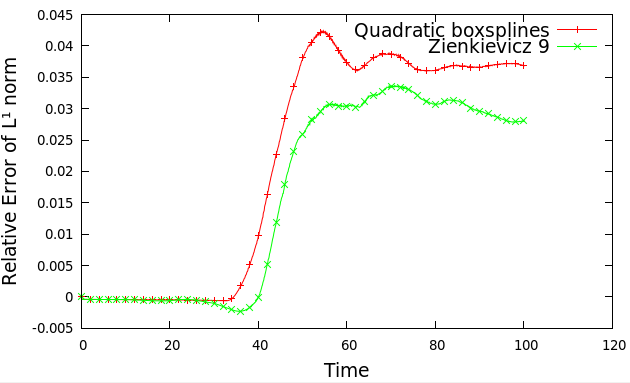 0.045
0.04
0.035
0.03
0.025
0.02
0.015
0.01
0.005
0
-0.005
Relative Error of L¹ norm
Quadratic boxsplines
Zienkievicz 9
0 20 40 60 80 100 120
Time